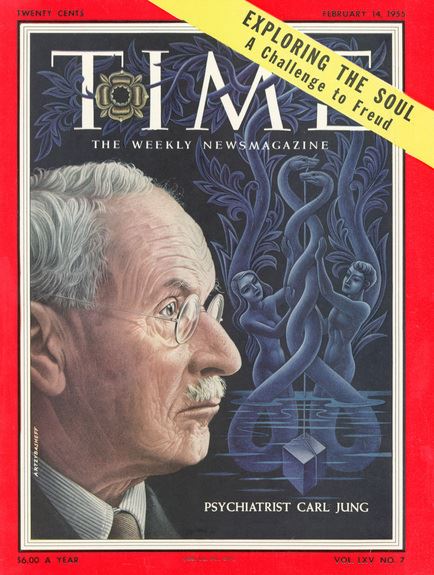 TWENTY CENTS
FEBRUARY 14, 1955
EXPLORING THE SOUL
A Challenge to Freud
TIME
THE WEEKLY NEWSMAGAZINE
ARTZYBASHEFF
PSYCHIATRIST CARL JUNG
$6.00 A YEAR
VOL. LXV NO. 7